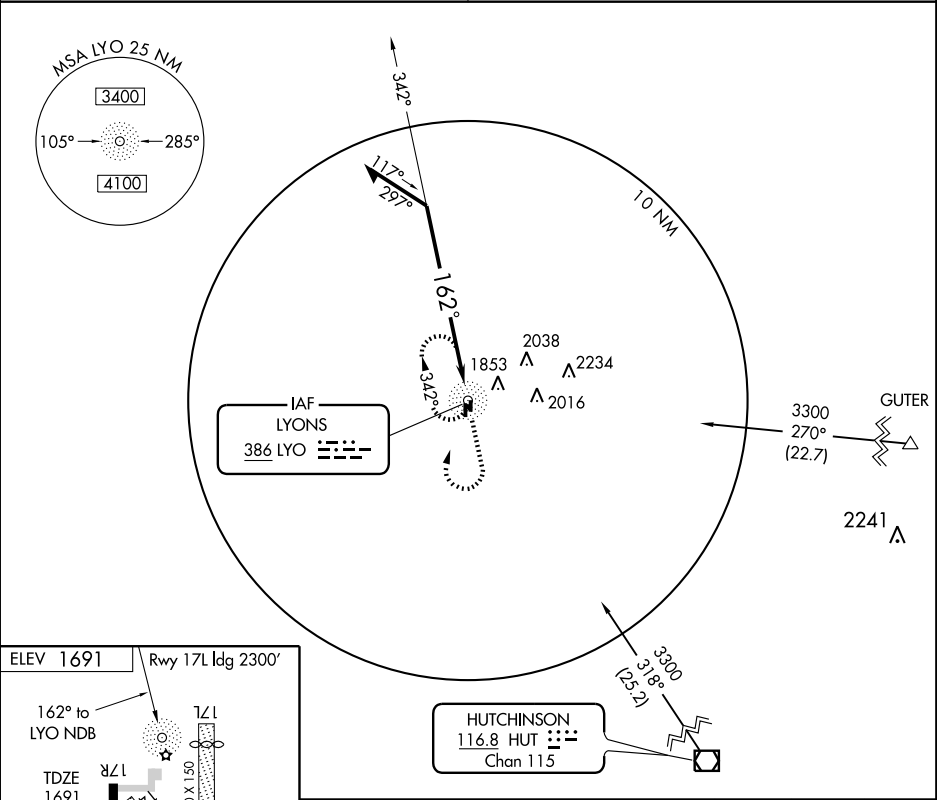 MSA LYO 25 NM
3400
105°
285°
4100
342°
117°
297°
10 NM
162°
342°
1853
2038
2234
2016
IAF
LYONS
386 LYO
GUTER
3300
270°
(22.7)
2241
3300
318°
(25.2)
HUTCHINSON
116.8 HUT
Chan 115
ELEV 1691
Rwy 17L ldg 2300'
162° to
LYO NDB
17L
17R
TDZE
1691
0 X 150